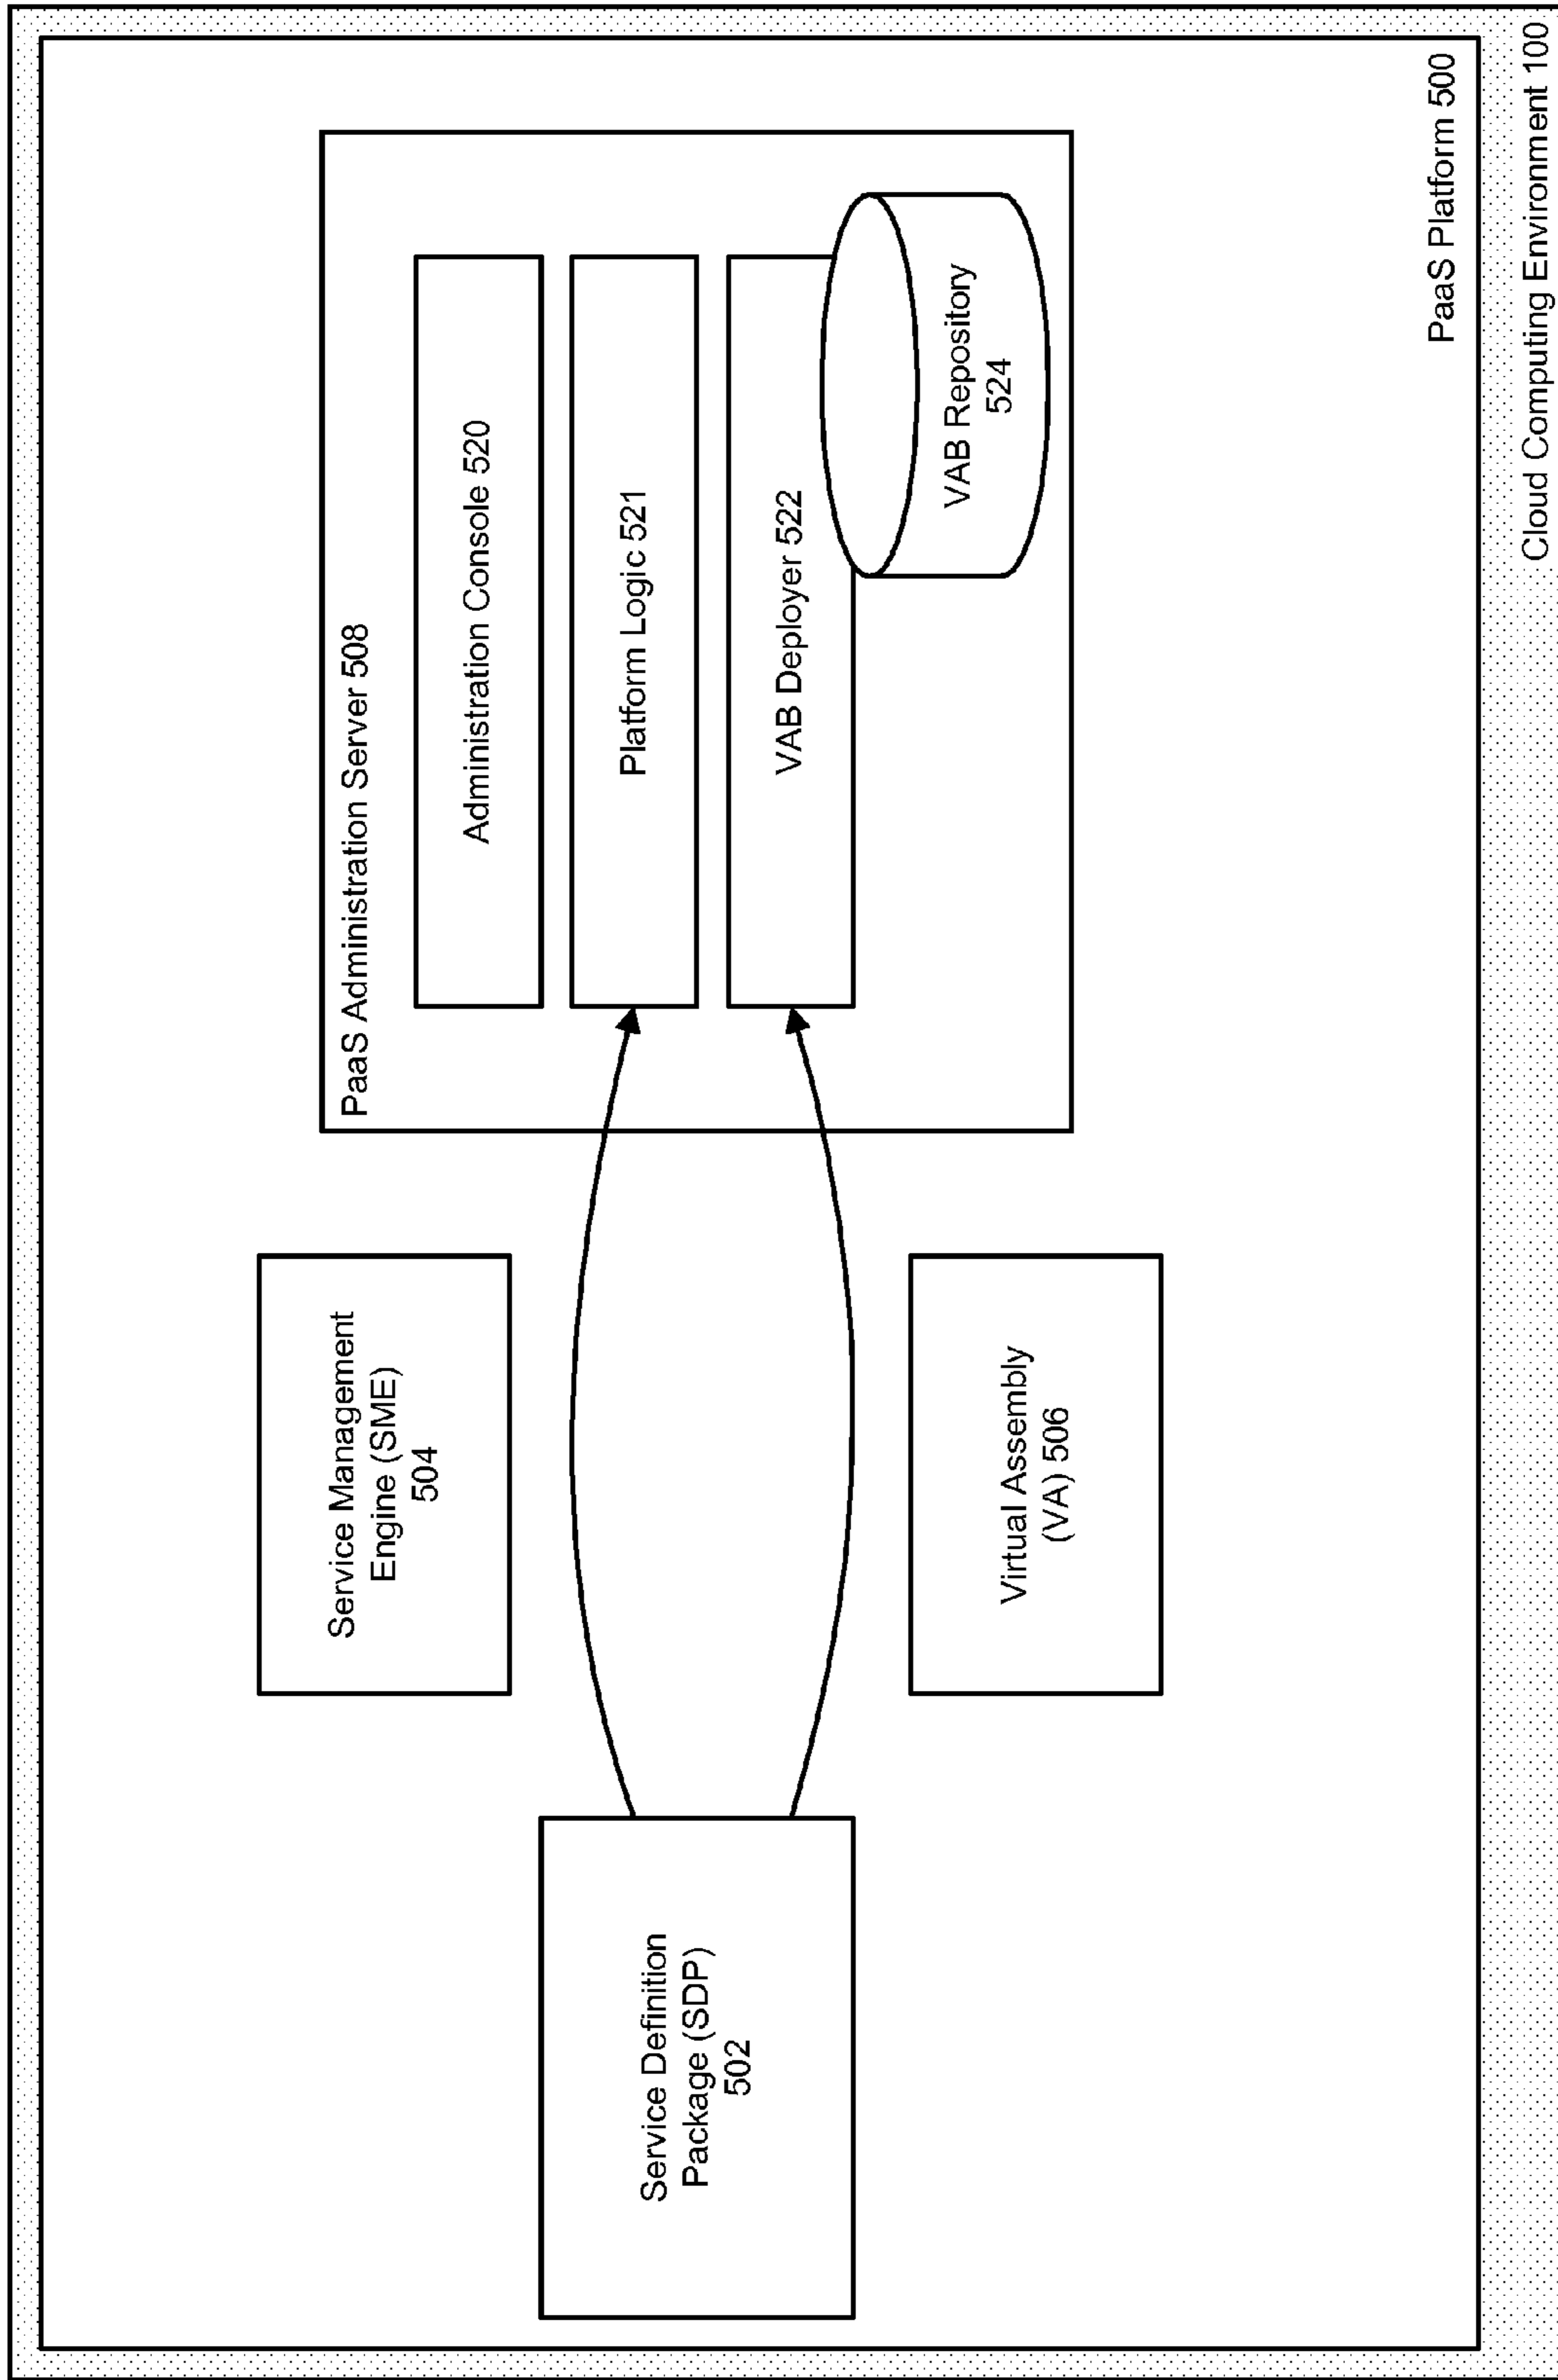 PaaS Administration Server 508
Administration Console 520
Platform Logic 521
VAB Deployer 522
VAB Repository
524
Service Management
Engine (SME)
504
Service Definition
Package (SDP)
502
Virtual Assembly
(VA) 506
PaaS Platform 500
Cloud Computing Environment 100